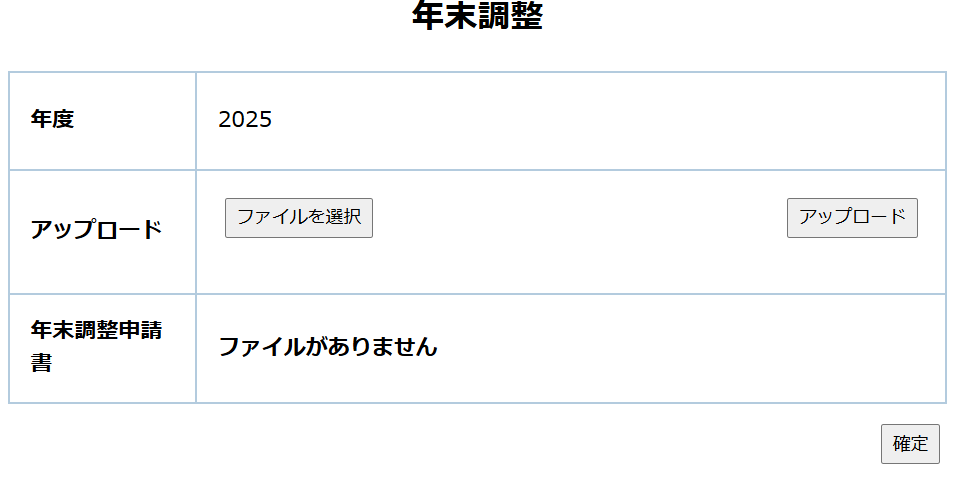 年末調整
年度
2025
アップロード
ファイルを選択
アップロード
年末調整申請
書
ファイルがありません
確定